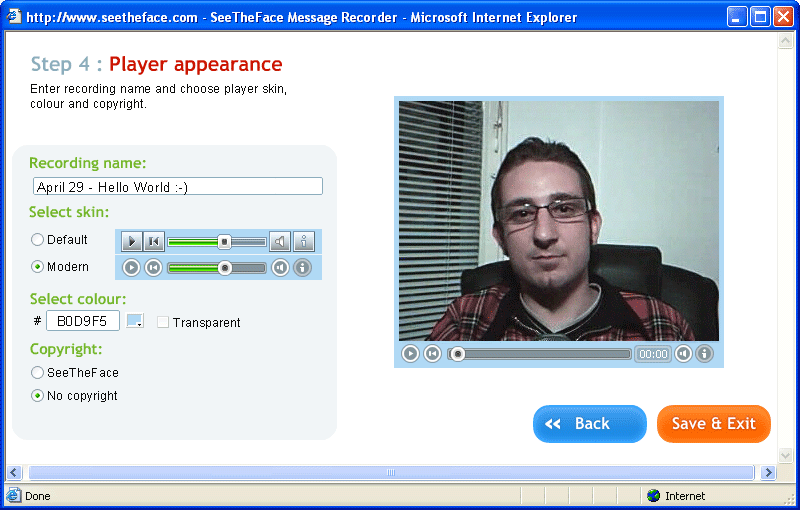 http://www.seetheface.com - SeeTheFace Message Recorder - Microsoft Internet Explorer
Step 4 : Player appearance
Enter recording name and choose player skin,
colour and copyright.
Recording name:
April 29 - Hello World :-)
Select skin:
Default
Modern
Select colour:
# B0D9F5 Transparent
Copyright:
SeeTheFace
No copyright
00:00
<< Back Save & Exit
Done Internet